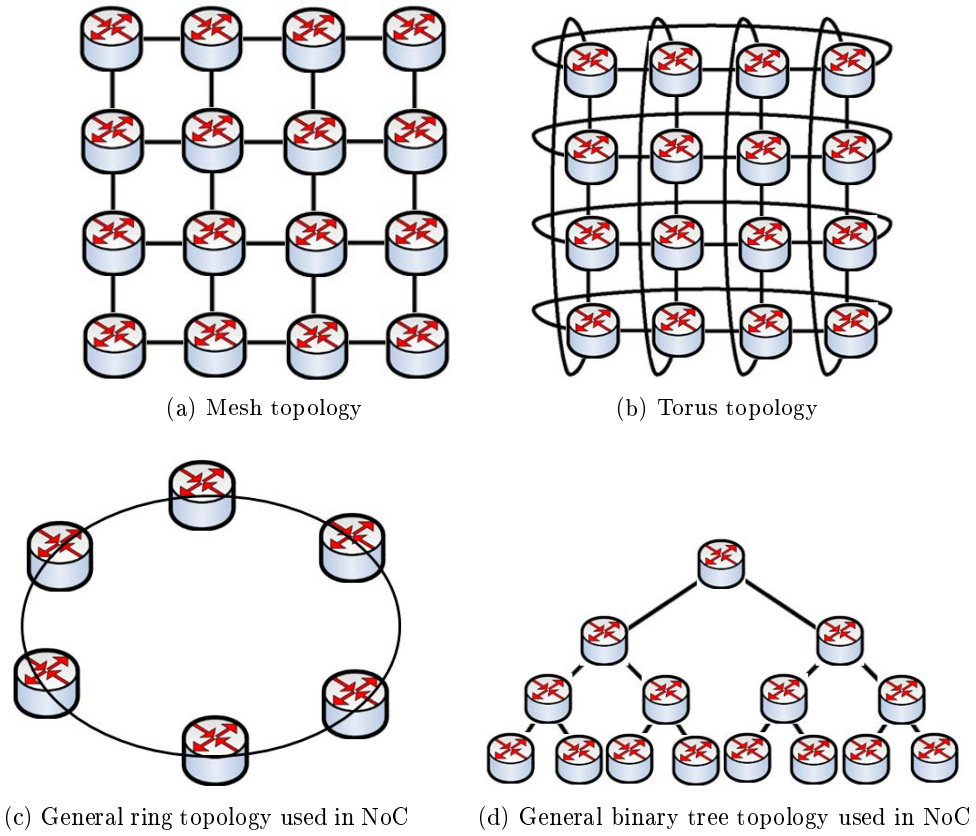 (a) Mesh topology
(b) Torus topology
(c) General ring topology used in NoC
(d) General binary tree topology used in NoC